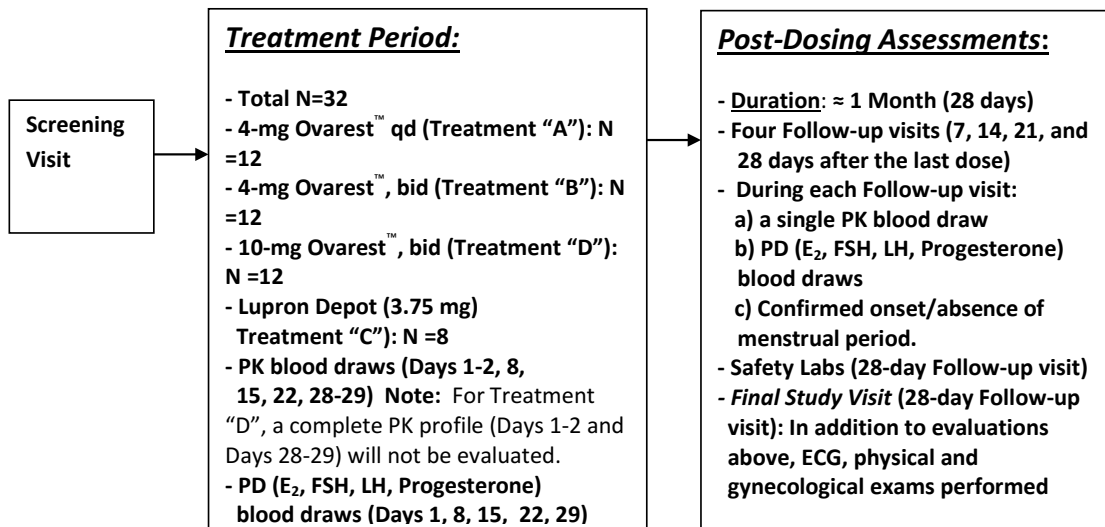 Screening
Visit
Treatment Period:
- Total N=32
- 4-mg Ovarest™ qd (Treatment “A”): N
=12
- 4-mg Ovarest™, bid (Treatment “B”): N
=12
- 10-mg Ovarest™, bid (Treatment “D”):
N =12
- Lupron Depot (3.75 mg)
Treatment “C”): N =8
- PK blood draws (Days 1-2, 8,
15, 22, 28-29) Note: For Treatment
“D”, a complete PK profile (Days 1-2 and
Days 28-29) will not be evaluated.
- PD (E₂, FSH, LH, Progesterone)
blood draws (Days 1, 8, 15, 22, 29)
Post-Dosing Assessments:
- Duration: ≈ 1 Month (28 days)
- Four Follow-up visits (7, 14, 21, and
28 days after the last dose)
- During each Follow-up visit:
a) a single PK blood draw
b) PD (E₂, FSH, LH, Progesterone)
blood draws
c) Confirmed onset/absence of
menstrual period.
- Safety Labs (28-day Follow-up visit)
- Final Study Visit (28-day Follow-up
visit): In addition to evaluations
above, ECG, physical and
gynecological exams performed